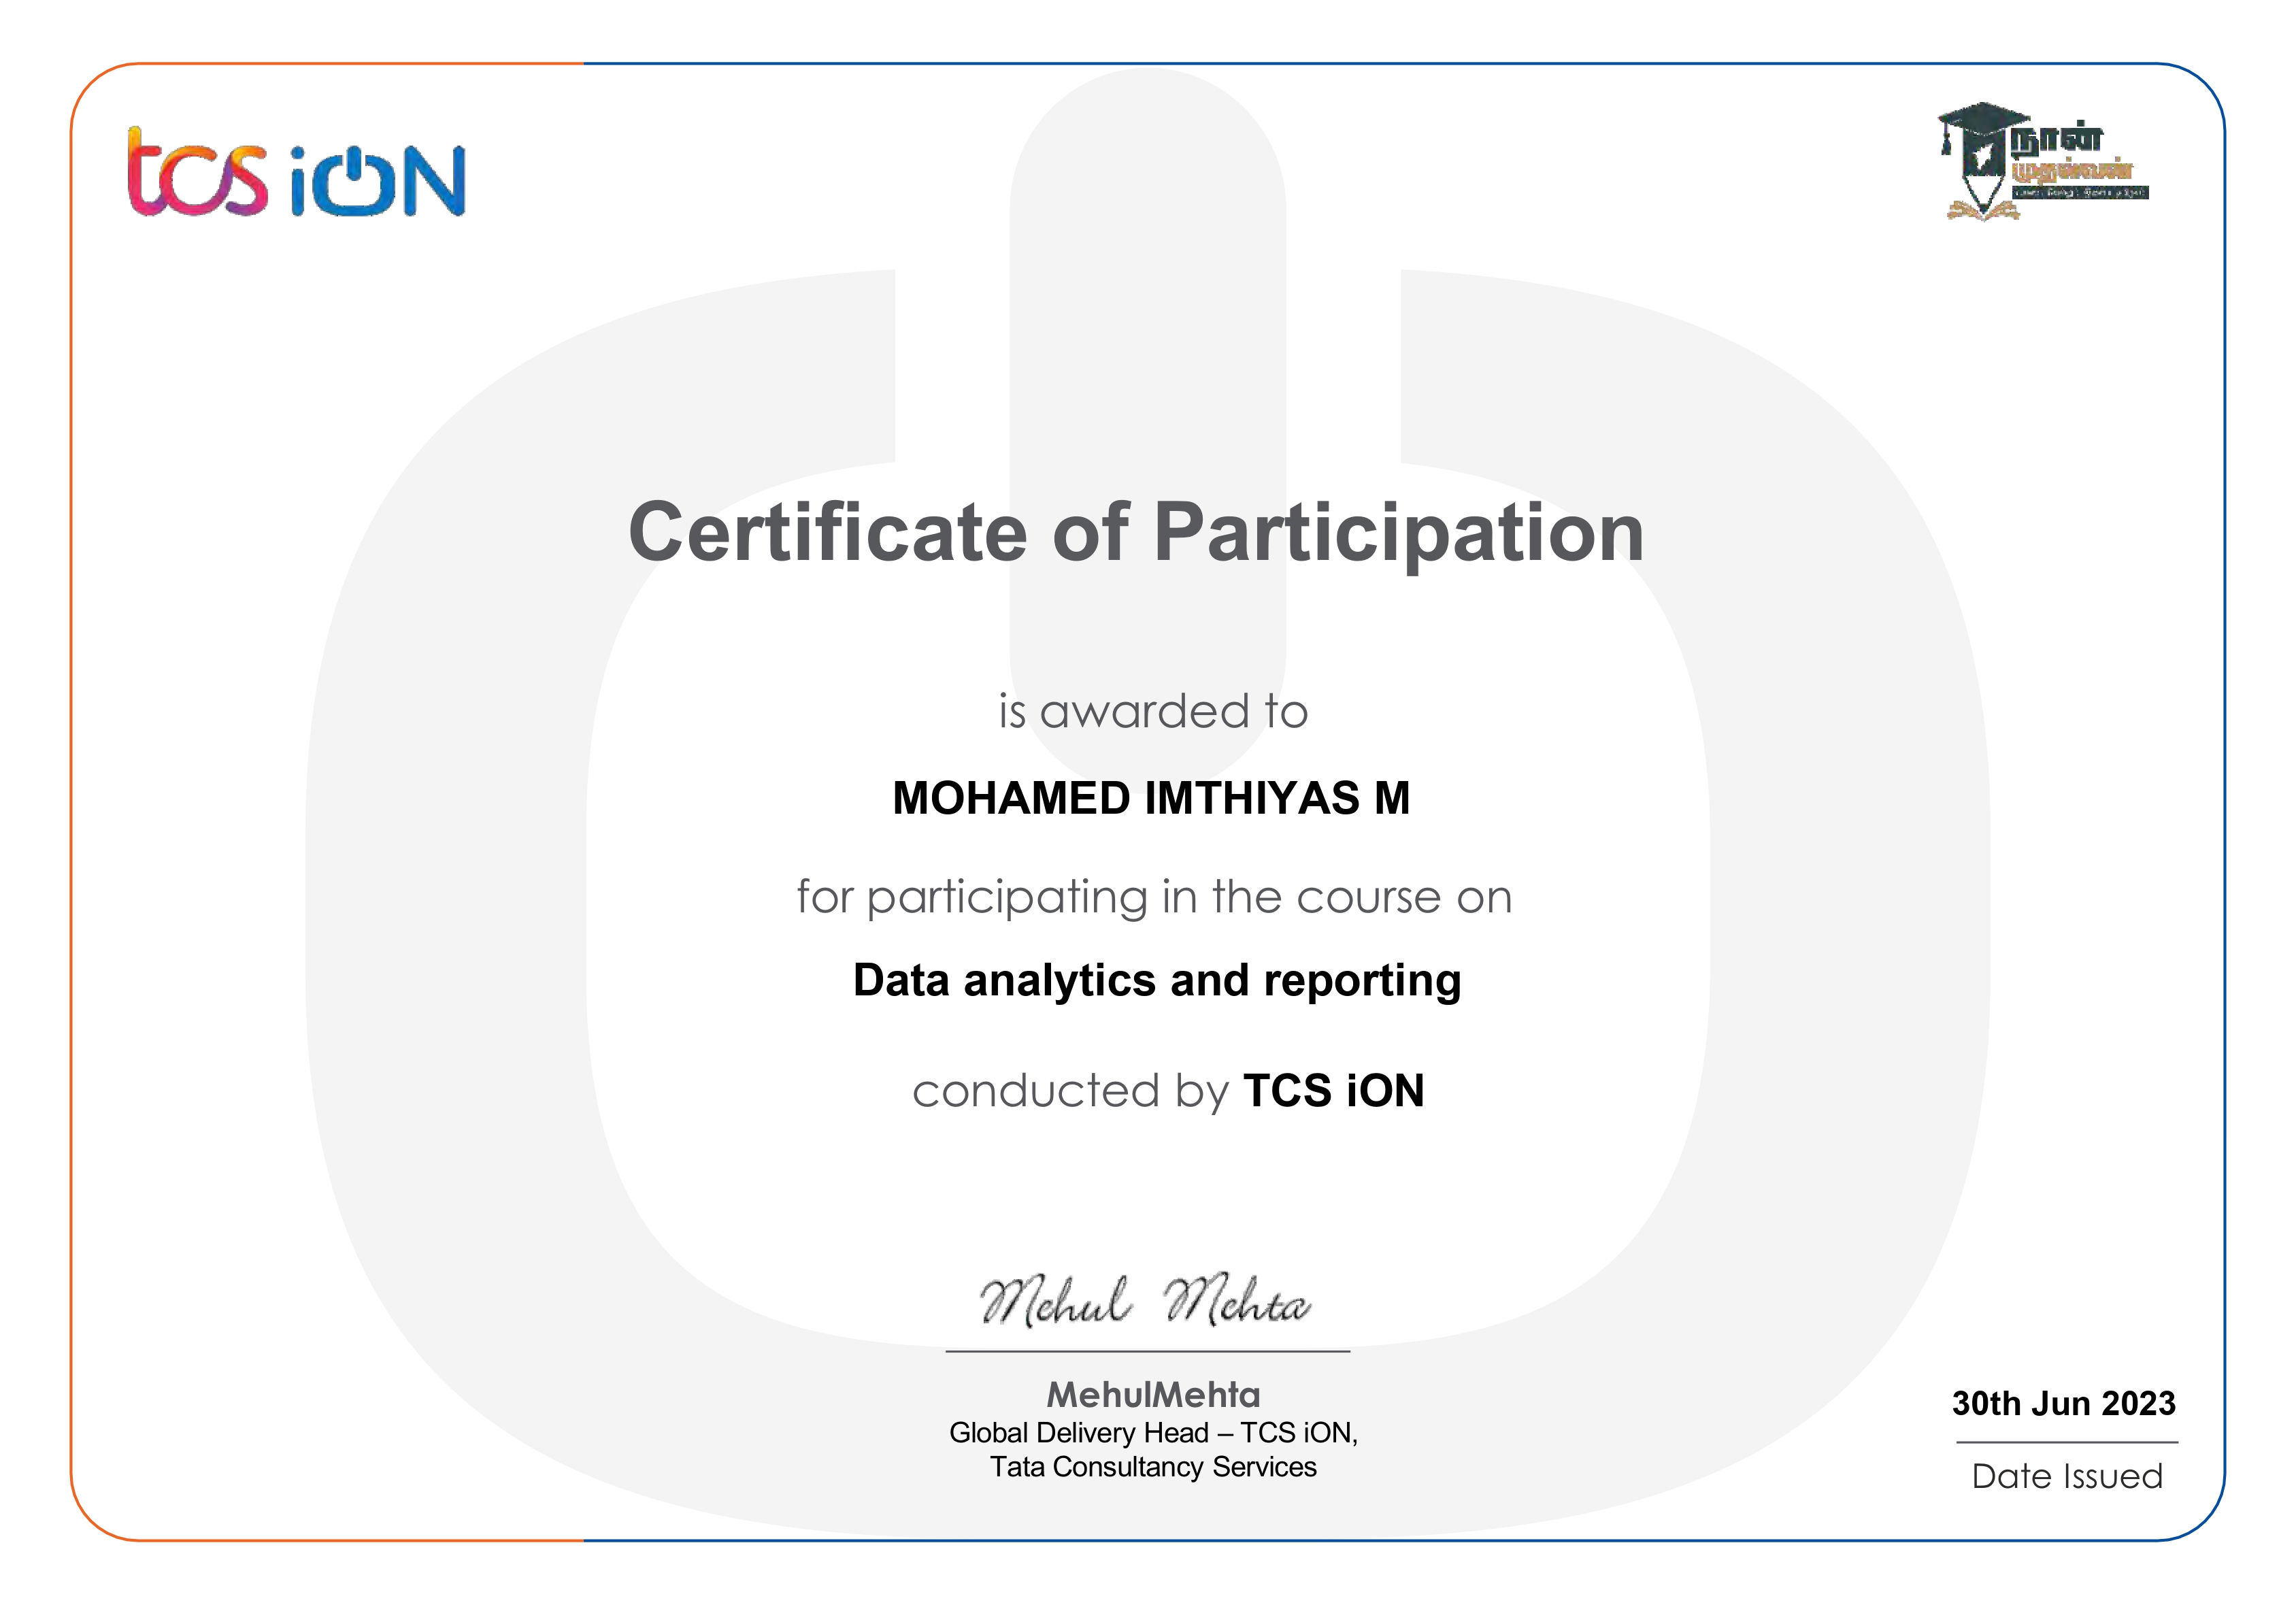 tcs iON
நான்
முதல்வன்
Certificate of Participation
is awarded to
MOHAMED IMTHIYAS M
for participating in the course on
Data analytics and reporting
conducted by TCS iON
Mehul Mehta
MehulMehta
Global Delivery Head – TCS iON,
Tata Consultancy Services
30th Jun 2023
Date Issued